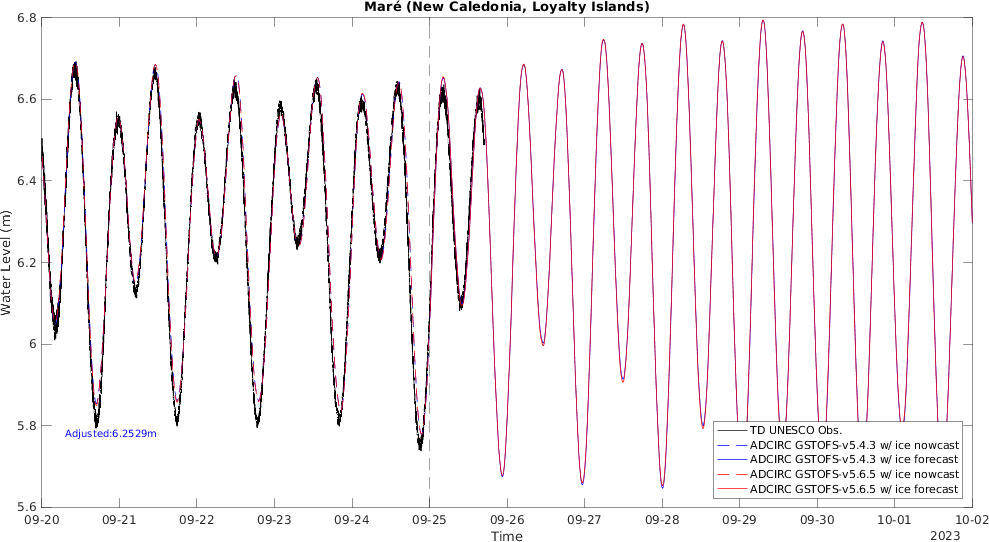 Maré (New Caledonia, Loyalty Islands)
6.8
6.6
6.4
6.2
6
5.8
5.6
Water Level (m)
Adjusted:6.2529m
TD UNESCO Obs.
ADCIRC GSTOFS-v5.4.3 w/ ice nowcast
ADCIRC GSTOFS-v5.4.3 w/ ice forecast
ADCIRC GSTOFS-v5.6.5 w/ ice nowcast
ADCIRC GSTOFS-v5.6.5 w/ ice forecast
09-20 09-21 09-22 09-23 09-24 09-25 09-26 09-27 09-28 09-29 09-30 10-01 10-02
Time
2023